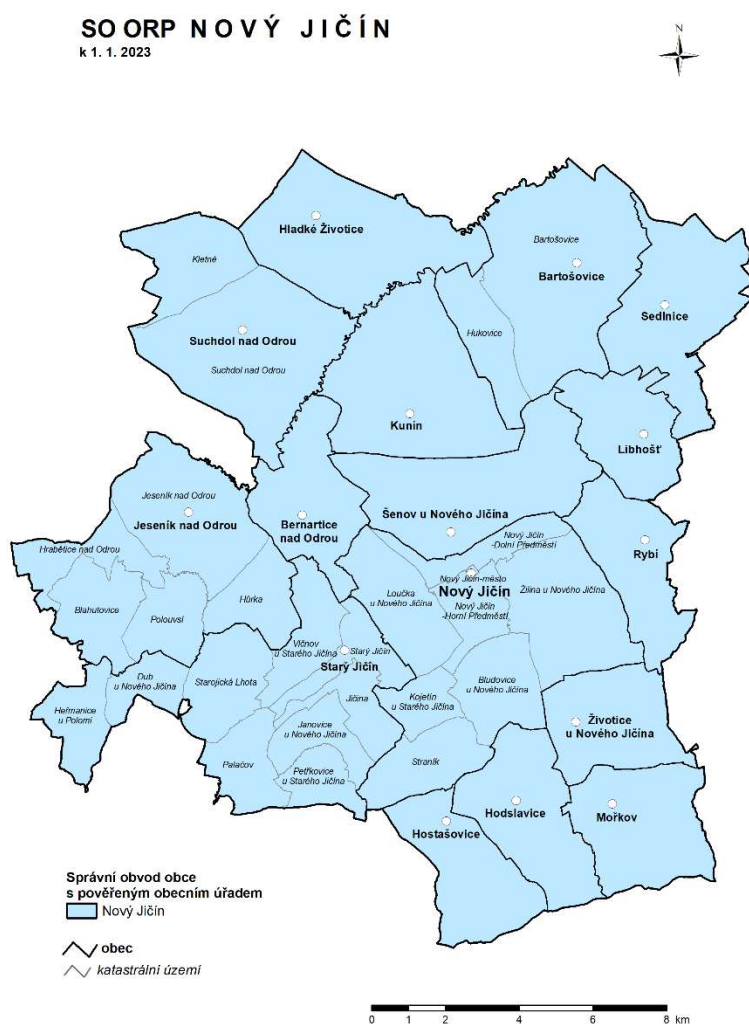 SO ORP NOVÝ JIČÍN
k 1. 1. 2023
N
Hladké Životice
Bartošovice
Bartošovice
Kletné
Sedlnice
Hukovice
Suchdol nad Odrou
Suchdol nad Odrou
Kunín
Libhošť
Jeseník nad Odrou
Jeseník nad Odrou
Bernartice
nad Odrou
Šenov u Nového Jičína
Nový Jičín
-Dolní Předměstí
Rybí
Hrabětice nad Odrou
Nový Jičín-město
Nový Jičín
Nový Jičín
-Horní Předměstí
Žilina u Nového Jičína
Loučka
u Nového Jičína
Hůrka
Blahutovice
Polouvsí
Vlčnov
u Starého Jičína
Starý Jičín
Starý Jičín
Dub
u Nového Jičína
Starojická Lhota
Jičina
Kojetín
u Starého Jičína
Bludovice
u Nového Jičína
Heřmanice
u Polomi
Janovice
u Nového Jičína
Životice
u Nového Jičína
Palačov
Petřkovice
u Starého Jičína
Straník
Hostašovice
Hodslavice
Mořkov
Správní obvod obce
s pověřeným obecním úřadem
Nový Jičín
obec
katastrální území
0 1 2 4 6 8 km